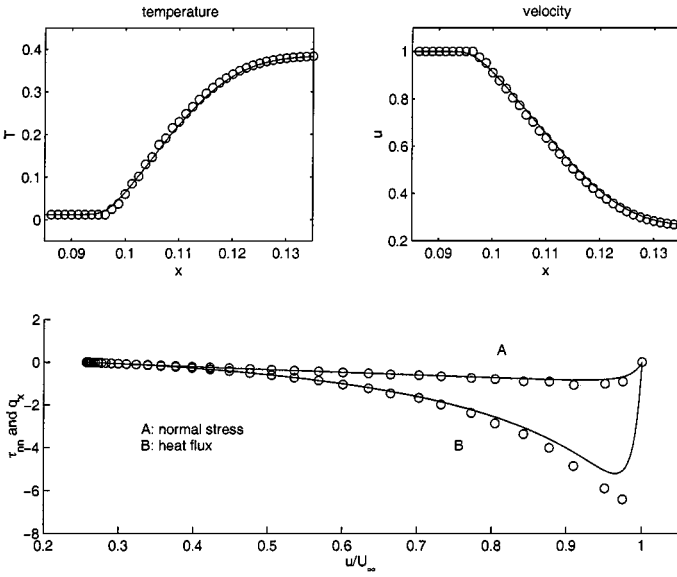 temperature
0.4
0.3
0.2
0.1
0
T
0.09 0.1 0.11 0.12 0.13
x
velocity
1
0.8
0.6
0.4
0.2
u
0.09 0.1 0.11 0.12 0.13
x
2
0
-2
-4
-6
-8
τnn and qx
A
B
A: normal stress
B: heat flux
0.2 0.3 0.4 0.5 0.6 0.7 0.8 0.9 1
u/U∞